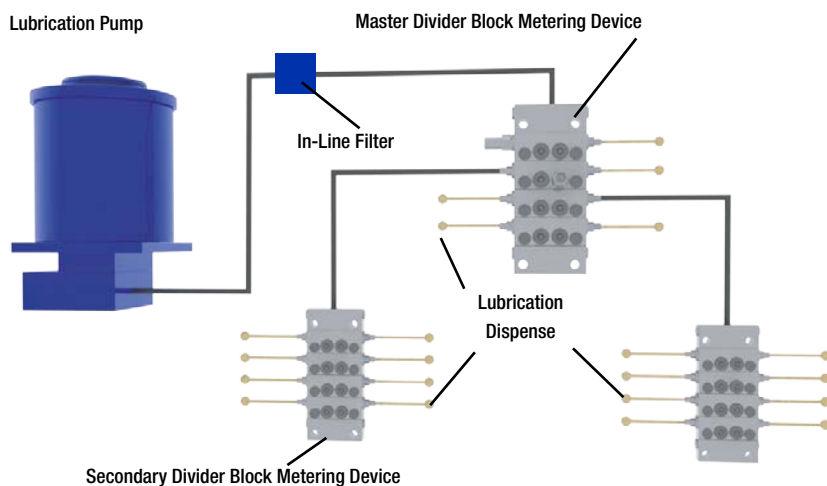 Lubrication Pump
Master Divider Block Metering Device
In-Line Filter
Lubrication
Dispense
Secondary Divider Block Metering Device